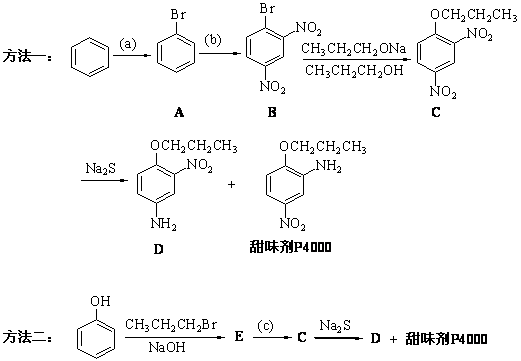 Br
Br
OCH₂CH₂CH₃
方法一：
(a)
(b)
NO₂
CH₃CH₂CH₂ONa
CH₃CH₂CH₂OH
NO₂
NO₂
NO₂
A
B
C
OCH₂CH₂CH₃
OCH₂CH₂CH₃
Na₂S
NO₂
+
NH₂
NH₂
NO₂
D
甜味剂P4000
OH
方法二：
CH₃CH₂CH₂Br
NaOH
E
(c)
C
Na₂S
D + 甜味剂P4000